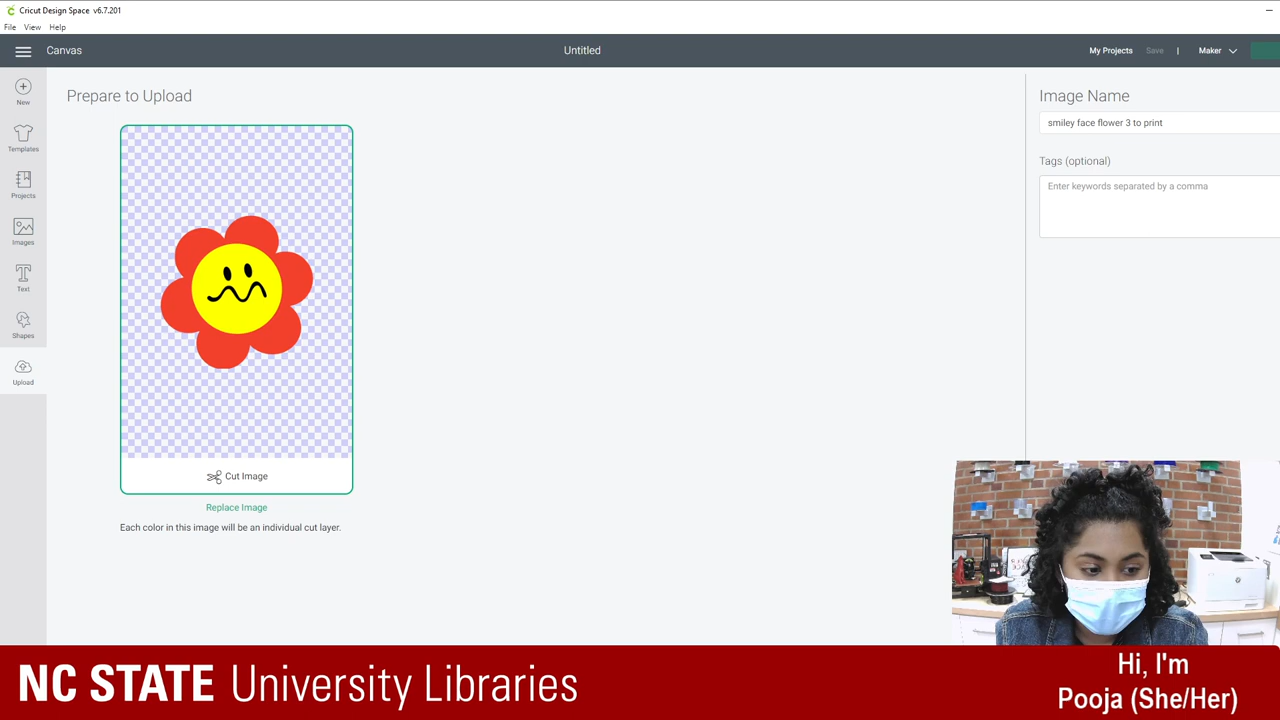 Cricut Design Space v6.7.201
File View Help
Canvas
Untitled
My Projects Save | Maker
New
Templates
Projects
Images
Text
Shapes
Upload
Prepare to Upload
Cut Image
Replace Image
Each color in this image will be an individual cut layer.
Image Name
smiley face flower 3 to print
Tags (optional)
Enter keywords separated by a comma
NC STATE University Libraries
Hi, I'm
Pooja (She/Her)